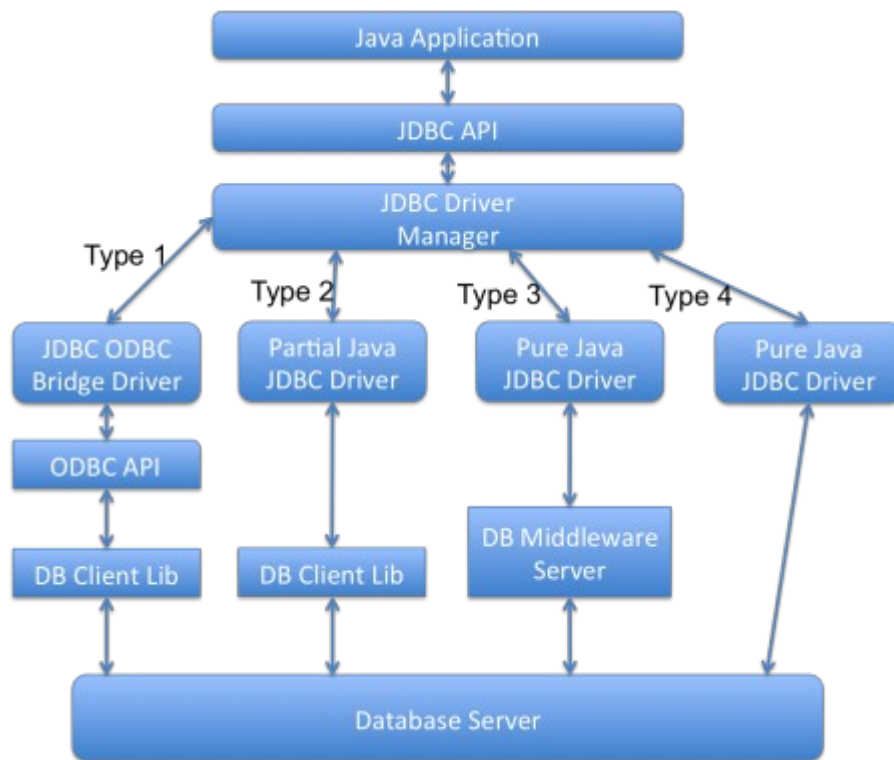 Java Application
JDBC API
JDBC Driver
Manager
Type 1
Type 2
Type 3
Type 4
JDBC ODBC
Bridge Driver
Partial Java
JDBC Driver
Pure Java
JDBC Driver
Pure Java
JDBC Driver
ODBC API
DB Client Lib
DB Client Lib
DB Middleware
Server
Database Server